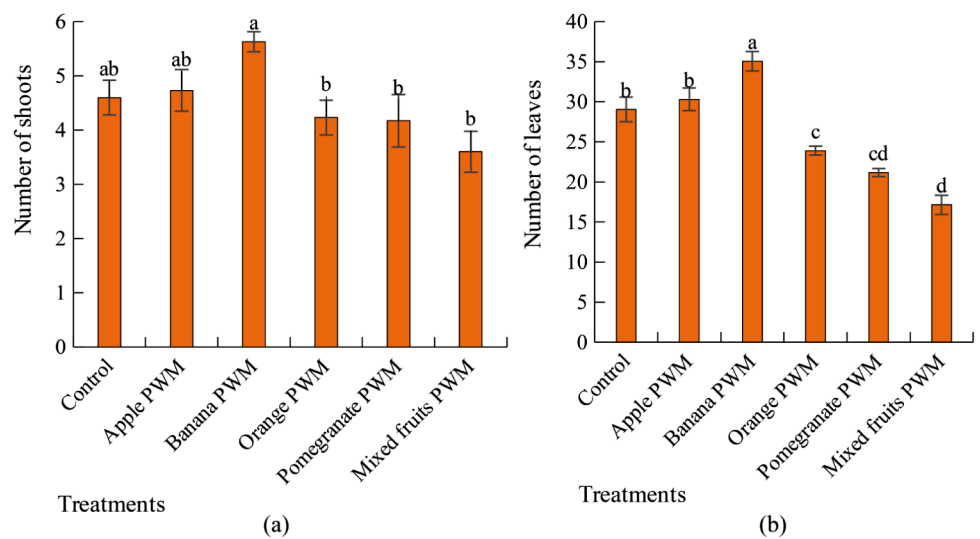 Number of shoots
6
5
4
3
2
1
0
ab
ab
a
b
b
b
Control
Apple PWM
Banana PWM
Orange PWM
Pomegranate PWM
Mixed fruits PWM
Treatments
(a)
Number of leaves
40
35
30
25
20
15
10
5
0
b
b
a
c
cd
d
Control
Apple PWM
Banana PWM
Orange PWM
Pomegranate PWM
Mixed fruits PWM
Treatments
(b)